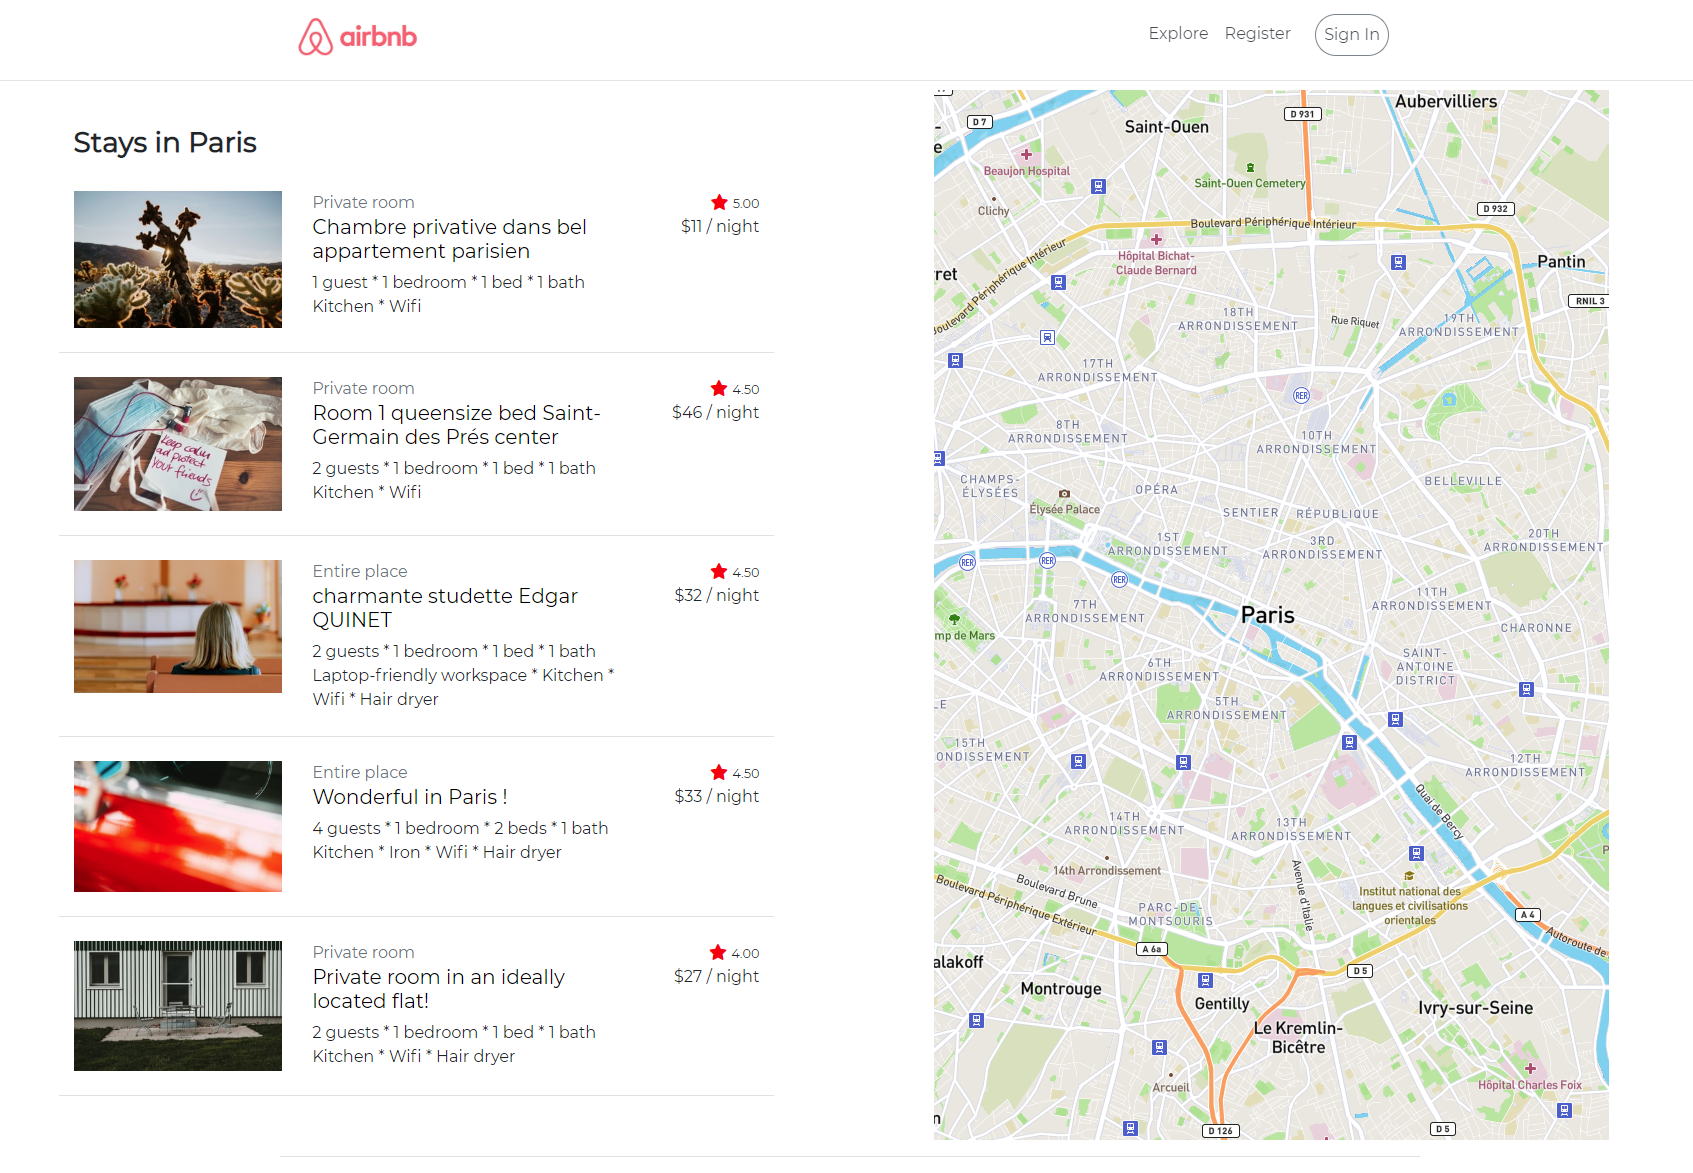 airbnb
Explore
Register
Sign In
Stays in Paris
Private room
5.00
Chambre privative dans bel
$11 / night
appartement parisien
1 guest * 1 bedroom * 1 bed * 1 bath
Kitchen * Wifi
Private room
4.50
Room 1 queensize bed Saint-
$46 / night
Germain des Prés center
2 guests * 1 bedroom * 1 bed * 1 bath
Kitchen * Wifi
Keep calm
and protect
your friends
Entire place
4.50
charmante studette Edgar
$32 / night
QUINET
2 guests * 1 bedroom * 1 bed * 1 bath
Laptop-friendly workspace * Kitchen *
Wifi * Hair dryer
Entire place
4.50
Wonderful in Paris !
$33 / night
4 guests * 1 bedroom * 2 beds * 1 bath
Kitchen * Iron * Wifi * Hair dryer
Private room
4.00
Private room in an ideally
$27 / night
located flat!
2 guests * 1 bedroom * 1 bed * 1 bath
Kitchen * Wifi * Hair dryer
Aubervilliers
D 7
D 931
Saint-Ouen
Beaujon Hospital
Saint-Ouen Cemetery
Clichy
D 932
Boulevard Périphérique Intérieur
Boulevard Périphérique Intérieur
Hôpital Bichat-
Claude Bernard
Pantin
ret
RNIL 3
18TH
ARRONDISSEMENT
Rue Riquet
19TH
ARRONDISSEMENT
17TH
ARRONDISSEMENT
RER
8TH
ARRONDISSEMENT
10TH
ARRONDISSEMENT
CHAMPS-
ÉLYSÉES
OPÉRA
BELLEVILLE
Élysée Palace
SENTIER
RÉPUBLIQUE
1ST
ARRONDISSEMENT
3RD
ARRONDISSEMENT
20TH
ARRONDISSEMENT
RER
RER
RER
7TH
ARRONDISSEMENT
Paris
11TH
ARRONDISSEMENT
mp de Mars
CHARONNE
6TH
ARRONDISSEMENT
SAINT-
ANTOINE
DISTRICT
LE
5TH
ARRONDISSEMENT
15TH
ONDISSEMENT
12TH
ARRONDISSEMENT
Quai de Bercy
14TH
ARRONDISSEMENT
13TH
ARRONDISSEMENT
14th Arrondissement
Boulevard Brune
Boulevard Périphérique Extérieur
Avenue d'Italie
Institut national des
langues et civilisations
orientales
PARC-DE-
MONTSOURIS
A 4
A 6a
Autoroute de
alakoff
D 5
Montrouge
Gentilly
Ivry-sur-Seine
Le Kremlin-
Bicêtre
Arcueil
Hôpital Charles Foix
D 126
D 5